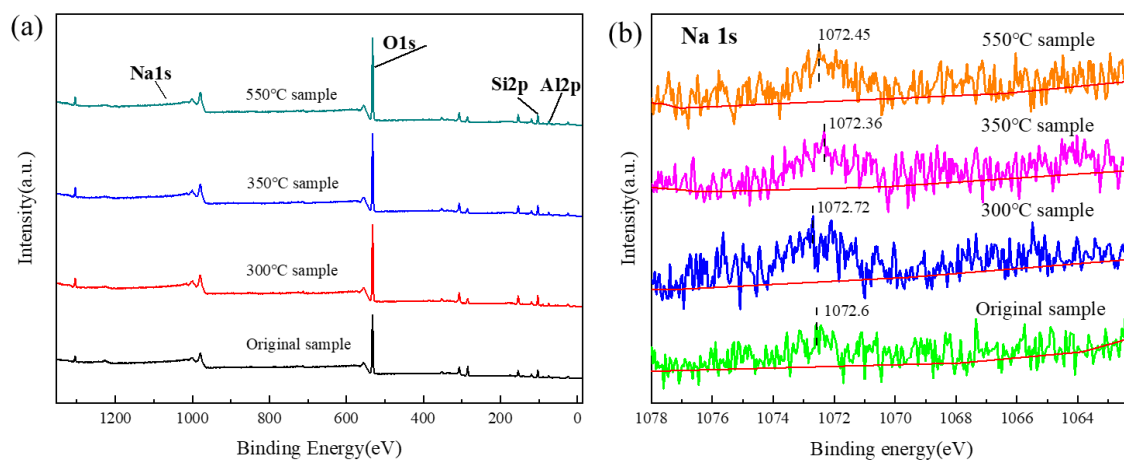 (a)
O1s
Na1s
Si2p
Al2p
550℃ sample
350℃ sample
300℃ sample
Original sample
Intensity(a.u.)
1200 1000 800 600 400 200 0
Binding Energy(eV)
(b)
Na 1s
1072.45
550℃ sample
1072.36
350℃ sample
1072.72
300℃ sample
1072.6
Original sample
Intensity(a.u.)
1078 1076 1074 1072 1070 1068 1066 1064
Binding energy(eV)